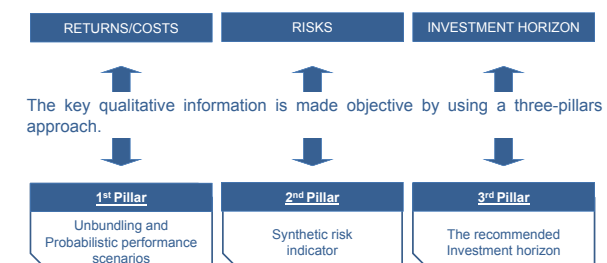 RETURNS/COSTS RISKS INVESTMENT HORIZON
The key qualitative information is made objective by using a three-pillars
approach.
1st Pillar 2nd Pillar 3rd Pillar
Unbundling and
Probabilistic performance
scenarios
Synthetic risk
indicator
The recommended
Investment horizon